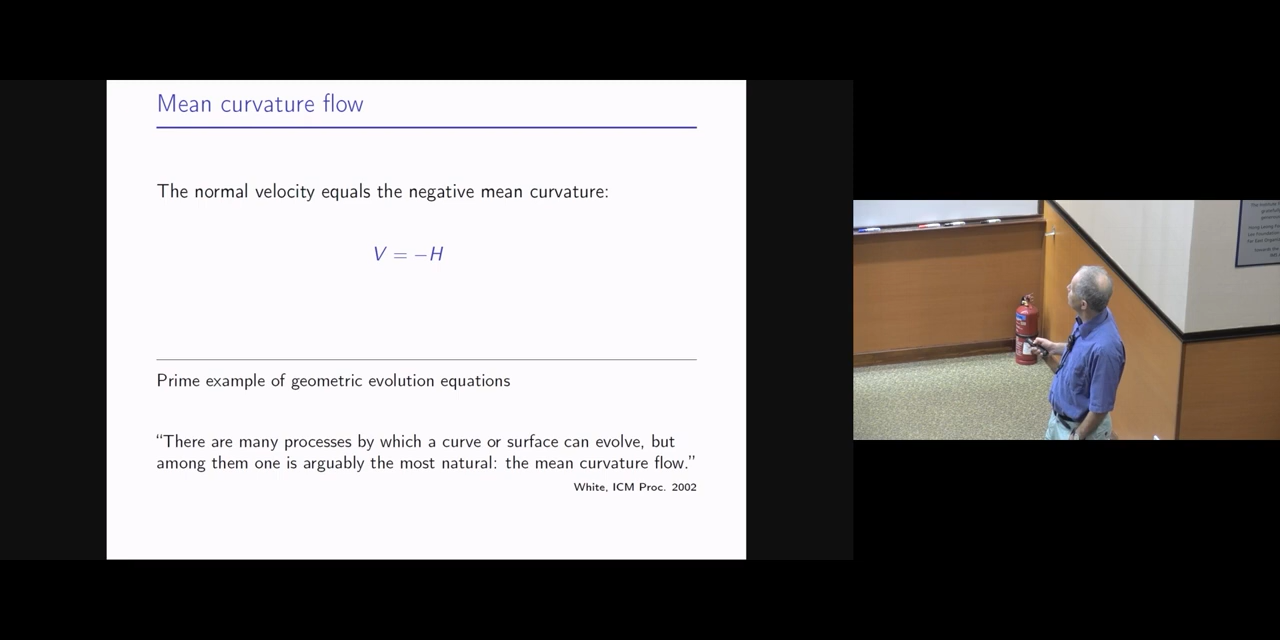 Mean curvature flow
The normal velocity equals the negative mean curvature:
V = −H
Prime example of geometric evolution equations
“There are many processes by which a curve or surface can evolve, but
among them one is arguably the most natural: the mean curvature flow.”
White, ICM Proc. 2002